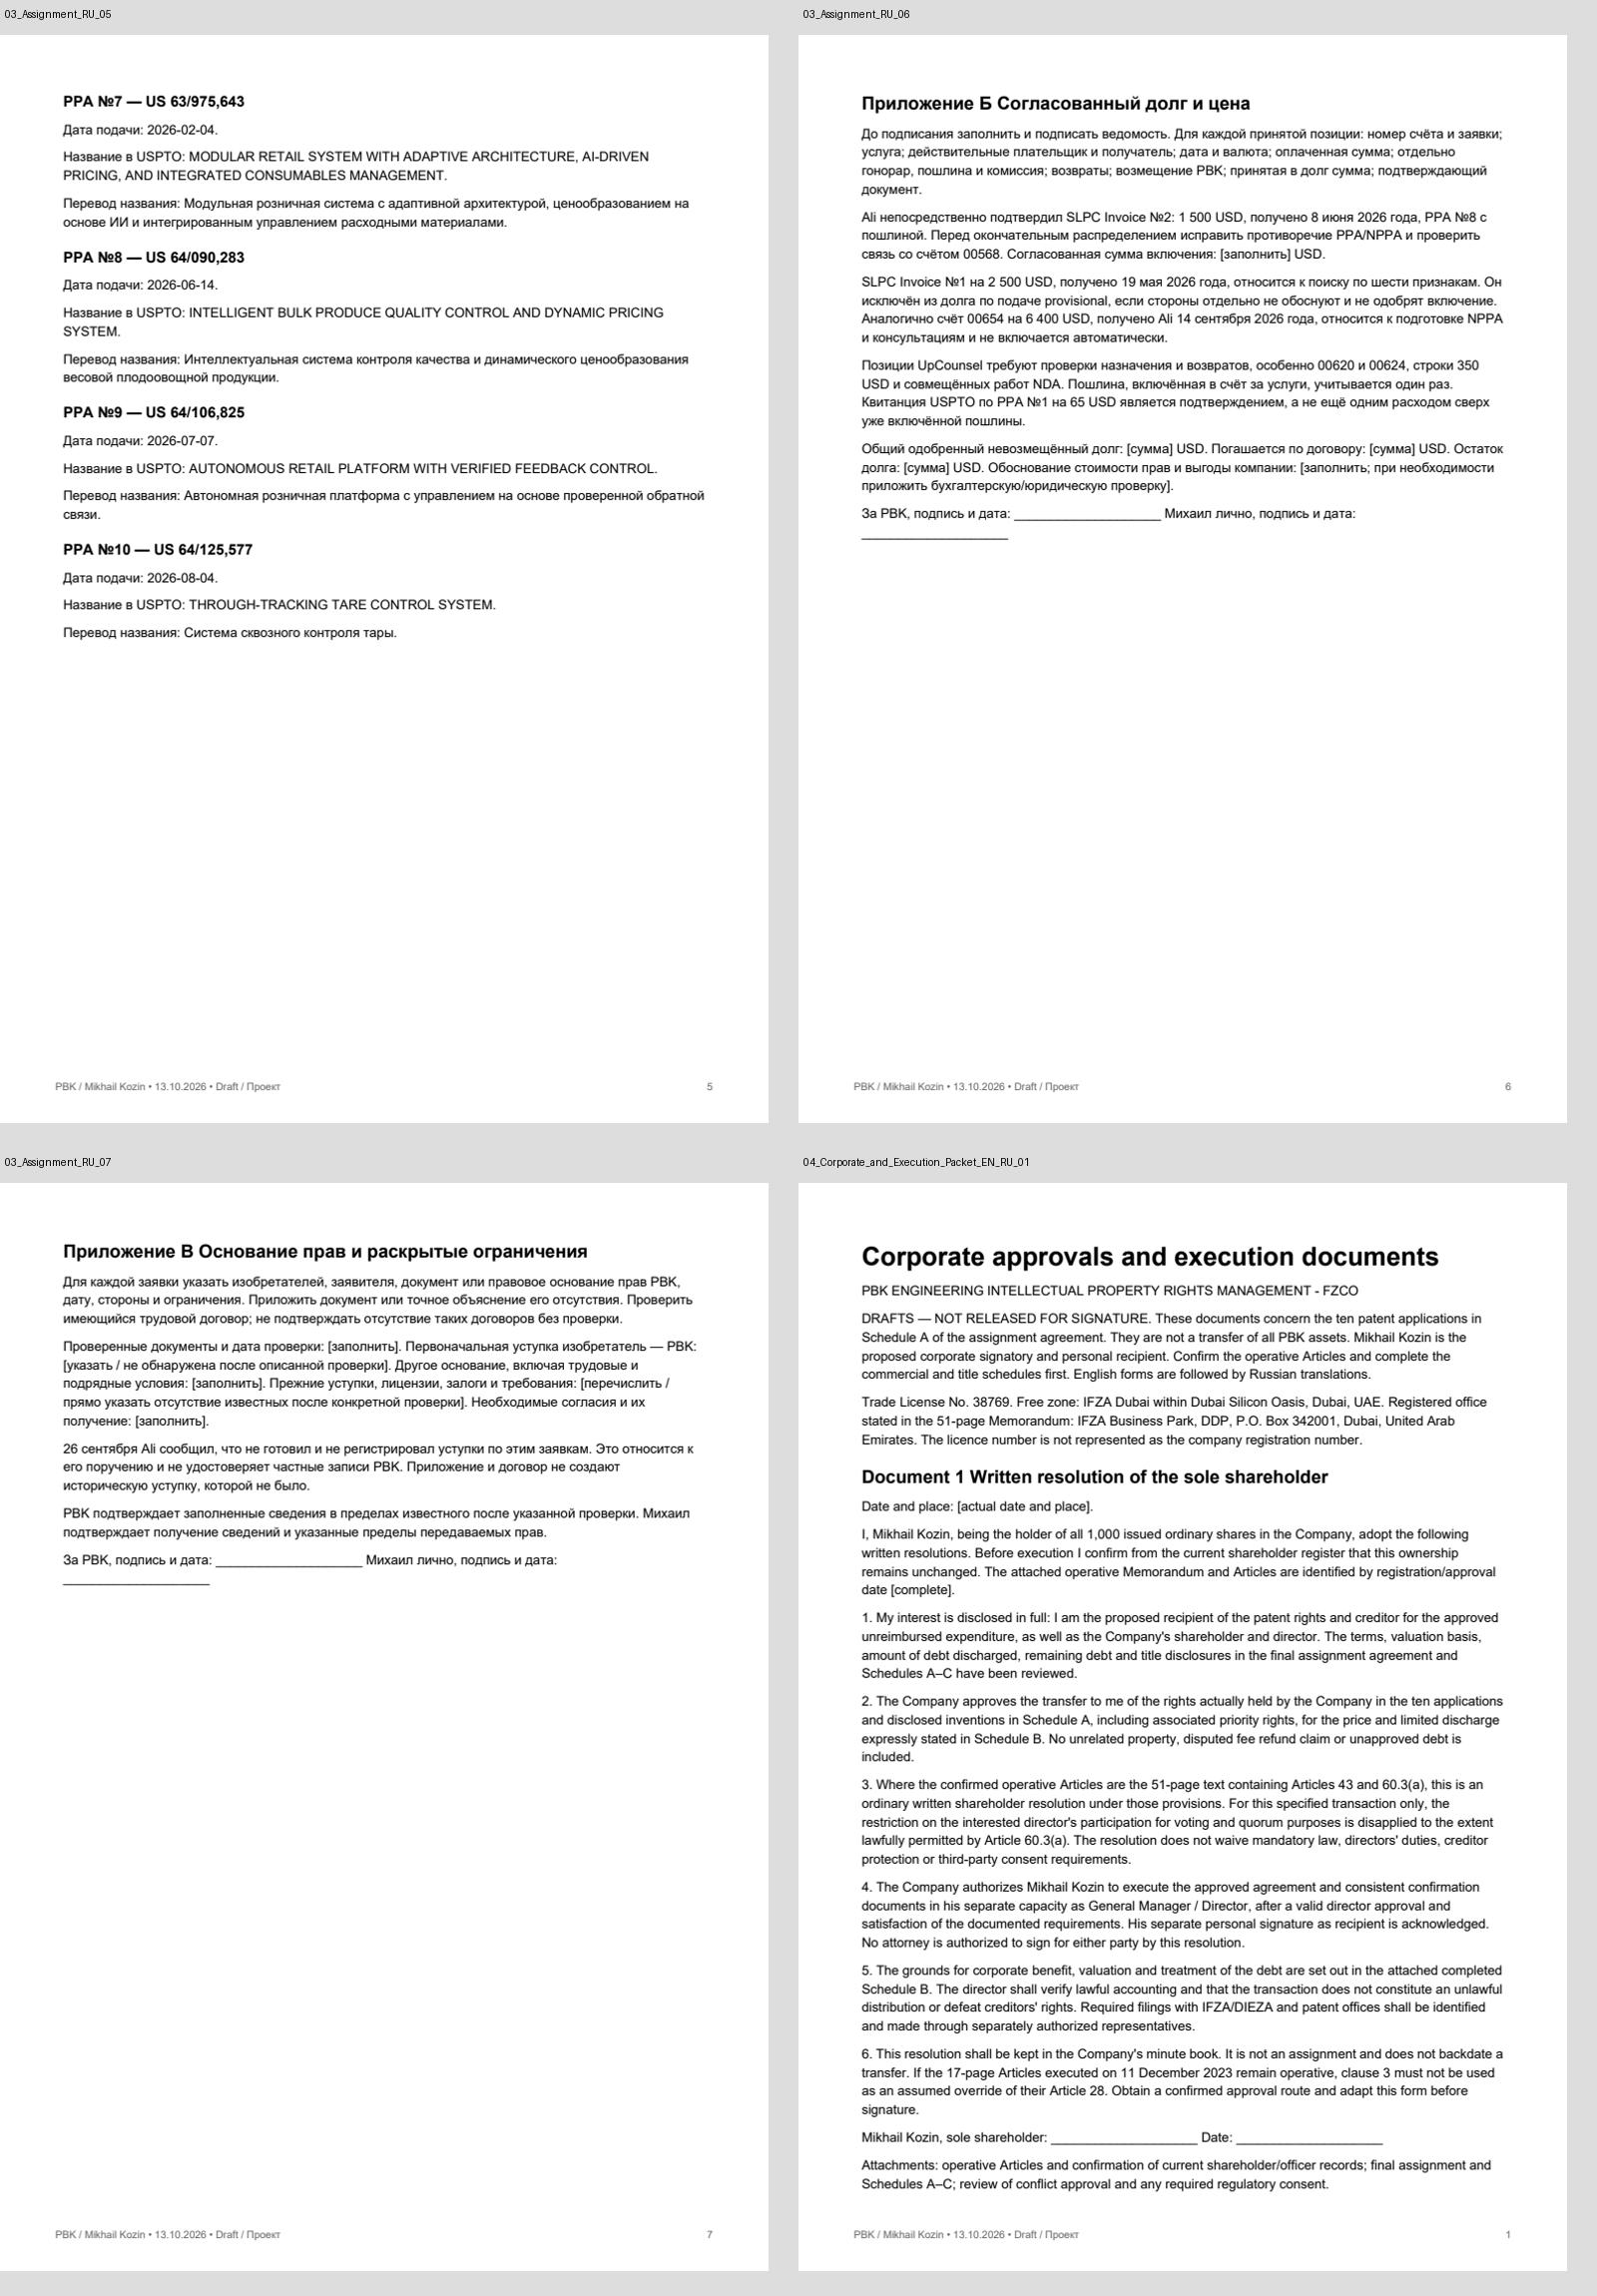 03_Assignment_RU_05
PPA №7 — US 63/975,643
Дата подачи: 2026-02-04.
Название в USPTO: MODULAR RETAIL SYSTEM WITH ADAPTIVE ARCHITECTURE, AI-DRIVEN
PRICING, AND INTEGRATED CONSUMABLES MANAGEMENT.
Перевод названия: Модульная розничная система с адаптивной архитектурой, ценообразованием на
основе ИИ и интегрированным управлением расходными материалами.
PPA №8 — US 64/090,283
Дата подачи: 2026-06-14.
Название в USPTO: INTELLIGENT BULK PRODUCE QUALITY CONTROL AND DYNAMIC PRICING
SYSTEM.
Перевод названия: Интеллектуальная система контроля качества и динамического ценообразования
весовой плодоовощной продукции.
PPA №9 — US 64/106,825
Дата подачи: 2026-07-07.
Название в USPTO: AUTONOMOUS RETAIL PLATFORM WITH VERIFIED FEEDBACK CONTROL.
Перевод названия: Автономная розничная платформа с управлением на основе проверенной обратной
связи.
PPA №10 — US 64/125,577
Дата подачи: 2026-08-04.
Название в USPTO: THROUGH-TRACKING TARE CONTROL SYSTEM.
Перевод названия: Система сквозного контроля тары.
PBK / Mikhail Kozin • 13.10.2026 • Draft / Проект
5
03_Assignment_RU_06
Приложение Б Согласованный долг и цена
До подписания заполнить и подписать ведомость. Для каждой принятой позиции: номер счёта и заявки;
услуга; действительные плательщик и получатель; дата и валюта; оплаченная сумма; отдельно
гонорар, пошлина и комиссия; возвраты; возмещение PBK; принятая в долг сумма; подтверждающий
документ.
Ali непосредственно подтвердил SLPC Invoice №2: 1 500 USD, получено 8 июня 2026 года, PPA №8 с
пошлиной. Перед окончательным распределением исправить противоречие PPA/NPPA и проверить
связь со счётом 00568. Согласованная сумма включения: [заполнить] USD.
SLPC Invoice №1 на 2 500 USD, получено 19 мая 2026 года, относится к поиску по шести признакам. Он
исключён из долга по подаче provisional, если стороны отдельно не обоснуют и не одобрят включение.
Аналогично счёт 00654 на 6 400 USD, получено Ali 14 сентября 2026 года, относится к подготовке NPPA
и консультациям и не включается автоматически.
Позиции UpCounsel требуют проверки назначения и возвратов, особенно 00620 и 00624, строки 350
USD и совмещённых работ NDA. Пошлина, включённая в счёт за услуги, учитывается один раз.
Квитанция USPTO по PPA №1 на 65 USD является подтверждением, а не ещё одним расходом сверх
уже включённой пошлины.
Общий одобренный невозмещённый долг: [сумма] USD. Погашается по договору: [сумма] USD. Остаток
долга: [сумма] USD. Обоснование стоимости прав и выгоды компании: [заполнить; при необходимости
приложить бухгалтерскую/юридическую проверку].
За PBK, подпись и дата: ____________________ Михаил лично, подпись и дата:
____________________
PBK / Mikhail Kozin • 13.10.2026 • Draft / Проект
6
03_Assignment_RU_07
Приложение В Основание прав и раскрытые ограничения
Для каждой заявки указать изобретателей, заявителя, документ или правовое основание прав PBK,
дату, стороны и ограничения. Приложить документ или точное объяснение его отсутствия. Проверить
имеющийся трудовой договор; не подтверждать отсутствие таких договоров без проверки.
Проверенные документы и дата проверки: [заполнить]. Первоначальная уступка изобретатель — PBK:
[указать / не обнаружена после описанной проверки]. Другое основание, включая трудовые и
подрядные условия: [заполнить]. Прежние уступки, лицензии, залоги и требования: [перечислить /
прямо указать отсутствие известных после конкретной проверки]. Необходимые согласия и их
получение: [заполнить].
26 сентября Ali сообщил, что не готовил и не регистрировал уступки по этим заявкам. Это относится к
его поручению и не удостоверяет частные записи PBK. Приложение и договор не создают
историческую уступку, которой не было.
PBK подтверждает заполненные сведения в пределах известного после указанной проверки. Михаил
подтверждает получение сведений и указанные пределы передаваемых прав.
За PBK, подпись и дата: ____________________ Михаил лично, подпись и дата:
____________________
PBK / Mikhail Kozin • 13.10.2026 • Draft / Проект
7
04_Corporate_and_Execution_Packet_EN_RU_01
Corporate approvals and execution documents
PBK ENGINEERING INTELLECTUAL PROPERTY RIGHTS MANAGEMENT - FZCO
DRAFTS — NOT RELEASED FOR SIGNATURE. These documents concern the ten patent applications in
Schedule A of the assignment agreement. They are not a transfer of all PBK assets. Mikhail Kozin is the
proposed corporate signatory and personal recipient. Confirm the operative Articles and complete the
commercial and title schedules first. English forms are followed by Russian translations.
Trade License No. 38769. Free zone: IFZA Dubai within Dubai Silicon Oasis, Dubai, UAE. Registered office
stated in the 51-page Memorandum: IFZA Business Park, DDP, P.O. Box 342001, Dubai, United Arab
Emirates. The licence number is not represented as the company registration number.
Document 1 Written resolution of the sole shareholder
Date and place: [actual date and place].
I, Mikhail Kozin, being the holder of all 1,000 issued ordinary shares in the Company, adopt the following
written resolutions. Before execution I confirm from the current shareholder register that this ownership
remains unchanged. The attached operative Memorandum and Articles are identified by registration/approval
date [complete].
1. My interest is disclosed in full: I am the proposed recipient of the patent rights and creditor for the approved
unreimbursed expenditure, as well as the Company's shareholder and director. The terms, valuation basis,
amount of debt discharged, remaining debt and title disclosures in the final assignment agreement and
Schedules A–C have been reviewed.
2. The Company approves the transfer to me of the rights actually held by the Company in the ten applications
and disclosed inventions in Schedule A, including associated priority rights, for the price and limited discharge
expressly stated in Schedule B. No unrelated property, disputed fee refund claim or unapproved debt is
included.
3. Where the confirmed operative Articles are the 51-page text containing Articles 43 and 60.3(a), this is an
ordinary written shareholder resolution under those provisions. For this specified transaction only, the
restriction on the interested director's participation for voting and quorum purposes is disapplied to the extent
lawfully permitted by Article 60.3(a). The resolution does not waive mandatory law, directors' duties, creditor
protection or third-party consent requirements.
4. The Company authorizes Mikhail Kozin to execute the approved agreement and consistent confirmation
documents in his separate capacity as General Manager / Director, after a valid director approval and
satisfaction of the documented requirements. His separate personal signature as recipient is acknowledged.
No attorney is authorized to sign for either party by this resolution.
5. The grounds for corporate benefit, valuation and treatment of the debt are set out in the attached completed
Schedule B. The director shall verify lawful accounting and that the transaction does not constitute an unlawful
distribution or defeat creditors' rights. Required filings with IFZA/DIEZA and patent offices shall be identified
and made through separately authorized representatives.
6. This resolution shall be kept in the Company's minute book. It is not an assignment and does not backdate a
transfer. If the 17-page Articles executed on 11 December 2023 remain operative, clause 3 must not be used
as an assumed override of their Article 28. Obtain a confirmed approval route and adapt this form before
signature.
Mikhail Kozin, sole shareholder: ____________________ Date: ____________________
Attachments: operative Articles and confirmation of current shareholder/officer records; final assignment and
Schedules A–C; review of conflict approval and any required regulatory consent.
PBK / Mikhail Kozin • 13.10.2026 • Draft / Проект
1